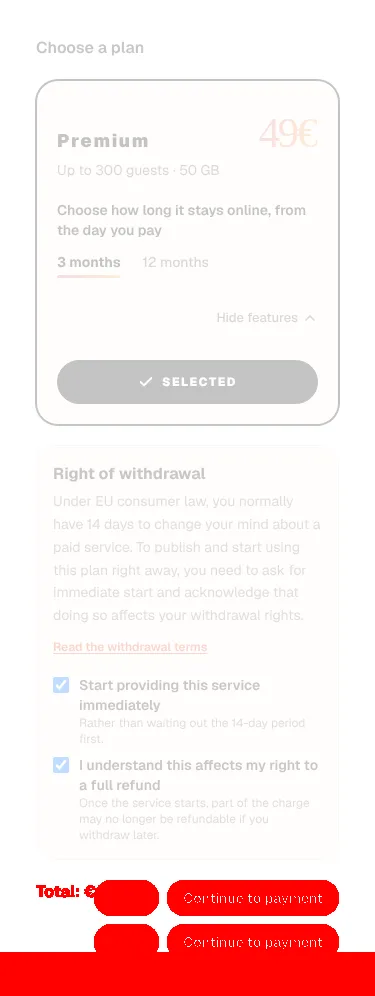 Choose a plan
Premium
49€
Up to 300 guests · 50 GB
Choose how long it stays online, from
the day you pay
3 months 12 months
Hide features
SELECTED
Right of withdrawal
Under EU consumer law, you normally
have 14 days to change your mind about a
paid service. To publish and start using
this plan right away, you need to ask for
immediate start and acknowledge that
doing so affects your withdrawal rights.
Read the withdrawal terms
Start providing this service
immediately
Rather than waiting out the 14-day period
first.
I understand this affects my right to
a full refund
Once the service starts, part of the charge
may no longer be refundable if you
withdraw later.
Total: € Continue to payment
Continue to payment